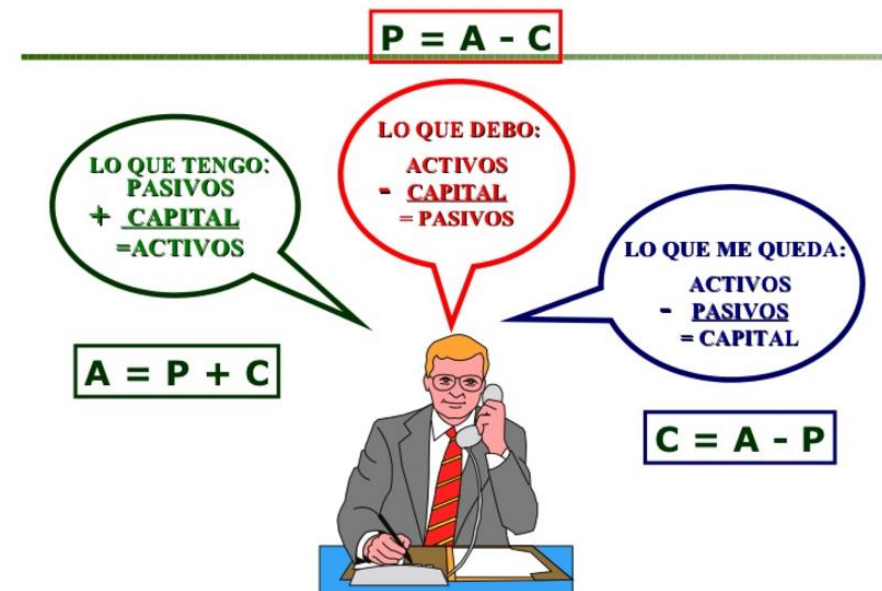 P = A - C
LO QUE TENGO:
PASIVOS
+ CAPITAL
=ACTIVOS
A = P + C
LO QUE DEBO:
ACTIVOS
- CAPITAL
= PASIVOS
LO QUE ME QUEDA:
ACTIVOS
- PASIVOS
= CAPITAL
C = A - P